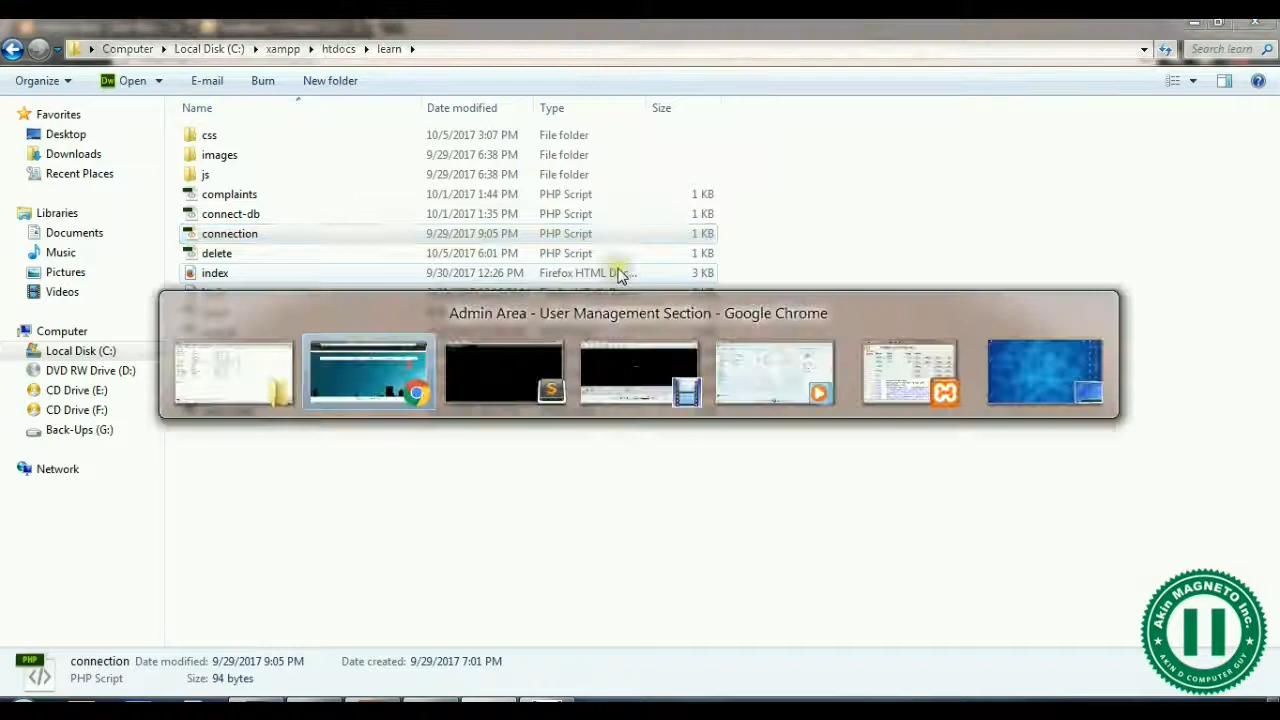 Computer Local Disk (C:) xampp htdocs learn
Search learn
Organize Open E-mail Burn New folder
Name Date modified Type Size
Favorites
Desktop
Downloads
Recent Places
Libraries
Documents
Music
Pictures
Videos
Computer
Local Disk (C:)
DVD RW Drive (D:)
CD Drive (E:)
CD Drive (F:)
Back-Ups (G:)
Network
css 10/5/2017 3:07 PM File folder
images 9/29/2017 6:38 PM File folder
js 9/29/2017 6:38 PM File folder
complaints 10/1/2017 1:44 PM PHP Script 1 KB
connect-db 10/1/2017 1:35 PM PHP Script 1 KB
connection 9/29/2017 9:05 PM PHP Script 1 KB
delete 10/5/2017 6:01 PM PHP Script 1 KB
index 9/30/2017 12:26 PM Firefox HTML 3 KB
Admin Area - User Management Section - Google Chrome
PHP
connection Date modified: 9/29/2017 9:05 PM Date created: 9/29/2017 7:01 PM
PHP Script Size: 94 bytes
Akin MAGNETO Inc.
AKIN D COMPUTER GUY